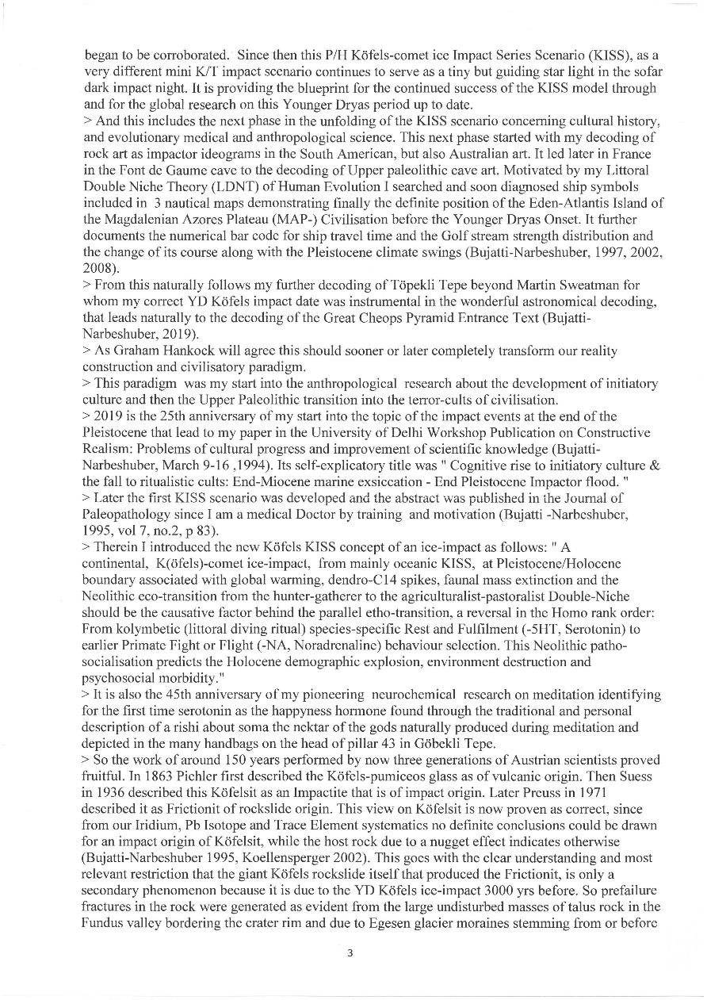 began to be corroborated. Since then this P/H Köfels-comet ice Impact Series Scenario (KISS), as a
very different mini K/T impact scenario continues to serve as a tiny but guiding star light in the sofar
dark impact night. It is providing the blueprint for the continued success of the KISS model through
and for the global research on this Younger Dryas period up to date.
> And this includes the next phase in the unfolding of the KISS scenario concerning cultural history,
and evolutionary medical and anthropological science. This next phase started with my decoding of
rock art as impactor ideograms in the South American, but also Australian art. It led later in France
in the Font de Gaume cave to the decoding of Upper paleolithic cave art. Motivated by my Littoral
Double Niche Theory (LDNT) of Human Evolution I searched and soon diagnosed ship symbols
included in 3 nautical maps demonstrating finally the definite position of the Eden-Atlantis Island of
the Magdalenian Azores Plateau (MAP-) Civilisation before the Younger Dryas Onset. It further
documents the numerical bar code for ship travel time and the Golf stream strength distribution and
the change of its course along with the Pleistocene climate swings (Bujatti-Narbeshuber, 1997, 2002,
2008).
> From this naturally follows my further decoding of Töpekli Tepe beyond Martin Sweatman for
whom my correct YD Köfels impact date was instrumental in the wonderful astronomical decoding,
that leads naturally to the decoding of the Great Cheops Pyramid Entrance Text (Bujatti-
Narbeshuber, 2019).
> As Graham Hankock will agree this should sooner or later completely transform our reality
construction and civilisatory paradigm.
> This paradigm was my start into the anthropological research about the development of initiatory
culture and then the Upper Paleolithic transition into the terror-cults of civilisation.
> 2019 is the 25th anniversary of my start into the topic of the impact events at the end of the
Pleistocene that lead to my paper in the University of Delhi Workshop Publication on Constructive
Realism: Problems of cultural progress and improvement of scientific knowledge (Bujatti-
Narbeshuber, March 9-16 ,1994). Its self-explicatory title was " Cognitive rise to initiatory culture &
the fall to ritualistic cults: End-Miocene marine exsiccation - End Pleistocene Impactor flood. "
> Later the first KISS scenario was developed and the abstract was published in the Journal of
Paleopathology since I am a medical Doctor by training and motivation (Bujatti -Narbeshuber,
1995, vol 7, no.2, p 83).
> Therein I introduced the new Köfels KISS concept of an ice-impact as follows: " A
continental, K(öfels)-comet ice-impact, from mainly oceanic KISS, at Pleistocene/Holocene
boundary associated with global warming, dendro-C14 spikes, faunal mass extinction and the
Neolithic eco-transition from the hunter-gatherer to the agriculturalist-pastoralist Double-Niche
should be the causative factor behind the parallel etho-transition, a reversal in the Homo rank order:
From kolymbetic (littoral diving ritual) species-specific Rest and Fulfilment (-5HT, Serotonin) to
earlier Primate Fight or Flight (-NA, Noradrenaline) behaviour selection. This Neolithic patho-
socialisation predicts the Holocene demographic explosion, environment destruction and
psychosocial morbidity."
> It is also the 45th anniversary of my pioneering neurochemical research on meditation identifying
for the first time serotonin as the happyness hormone found through the traditional and personal
description of a rishi about soma the nektar of the gods naturally produced during meditation and
depicted in the many handbags on the head of pillar 43 in Göbekli Tepe.
> So the work of around 150 years performed by now three generations of Austrian scientists proved
fruitful. In 1863 Pichler first described the Köfels-pumiceos glass as of vulcanic origin. Then Suess
in 1936 described this Köfelsit as an Impactite that is of impact origin. Later Preuss in 1971
described it as Frictionit of rockslide origin. This view on Köfelsit is now proven as correct, since
from our Iridium, Pb Isotope and Trace Element systematics no definite conclusions could be drawn
for an impact origin of Köfelsit, while the host rock due to a nugget effect indicates otherwise
(Bujatti-Narbeshuber 1995, Koellensperger 2002). This goes with the clear understanding and most
relevant restriction that the giant Köfels rockslide itself that produced the Frictionit, is only a
secondary phenomenon because it is due to the YD Köfels ice-impact 3000 yrs before. So prefailure
fractures in the rock were generated as evident from the large undisturbed masses of talus rock in the
Fundus valley bordering the crater rim and due to Egesen glacier moraines stemming from or before
3